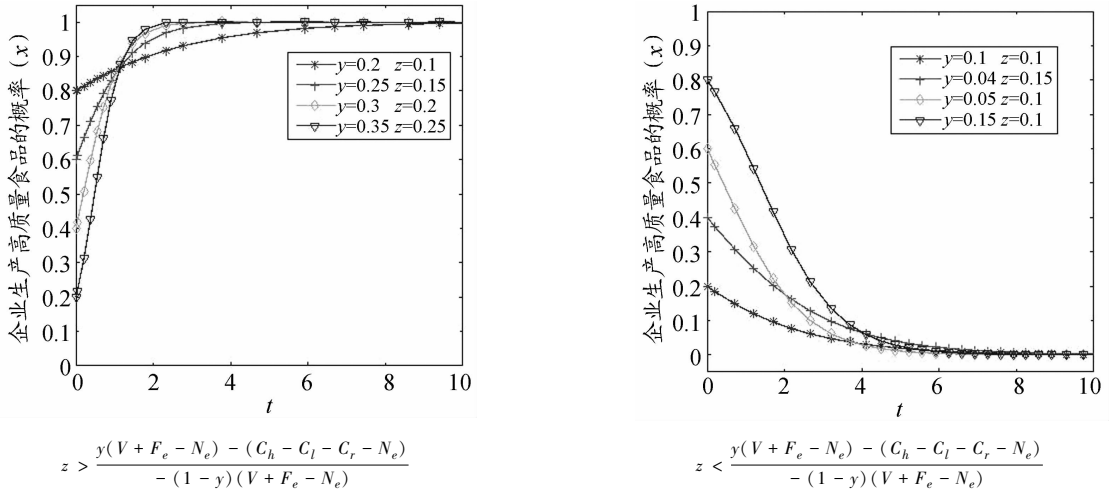 企业生产高质量食品的概率(x)
1
0.9
0.8
0.7
0.6
0.5
0.4
0.3
0.2
0.1
0
0 2 4 6 8 10
t
y=0.2 z=0.1
y=0.25 z=0.15
y=0.3 z=0.2
y=0.35 z=0.25
z > \frac{y(V + F_e − N_e) − (C_h − C_l − C_r − N_e)}{− (1 − y)(V + F_e − N_e)}
企业生产高质量食品的概率(x)
1
0.9
0.8
0.7
0.6
0.5
0.4
0.3
0.2
0.1
0
0 2 4 6 8 10
t
y=0.1 z=0.1
y=0.04 z=0.15
y=0.05 z=0.1
y=0.15 z=0.1
z < \frac{y(V + F_e − N_e) − (C_h − C_l − C_r − N_e)}{− (1 − y)(V + F_e − N_e)}